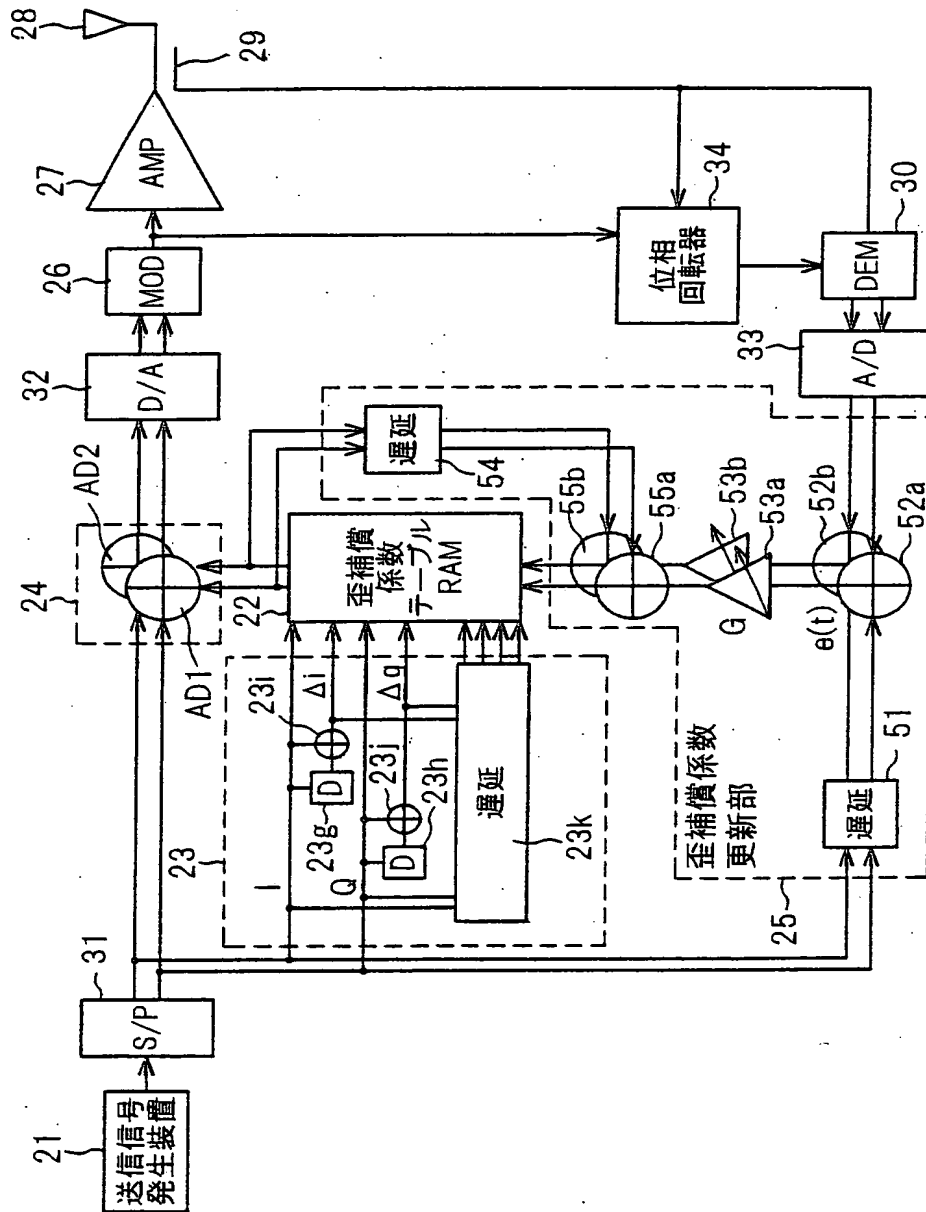 21
送信信号
発生装置
31
S/P
24
AD2
AD1
32
D/A
26
MOD
27
AMP
28
29
23
I
Q
D
23g
23i
Δi
D
23h
23j
Δq
遅延
23k
22
歪補償
係数
テーブル
RAM
遅延
54
位相
回転器
34
25
歪補償係数
更新部
遅延
51
θ(t)
52b
52a
G
53b
53a
55b
55a
33
A/D
DEM
30